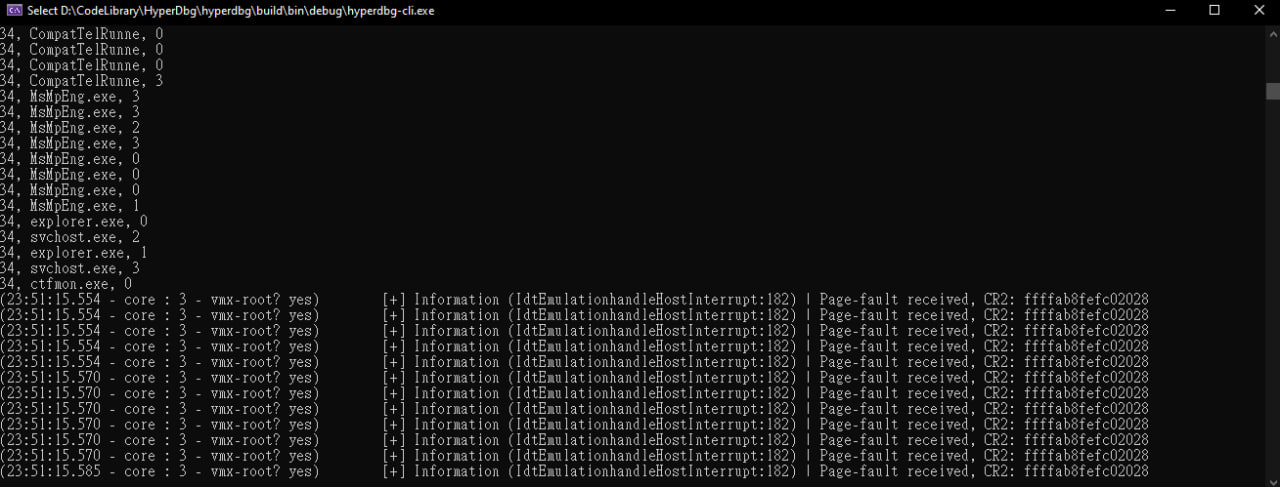 Select D:\CodeLibrary\HyperDbg\hyperdbg\build\bin\debug\hyperdbg-cli.exe
34, CompatTelRunne, 0
34, CompatTelRunne, 0
34, CompatTelRunne, 0
34, CompatTelRunne, 3
34, MsMpEng.exe, 3
34, MsMpEng.exe, 3
34, MsMpEng.exe, 2
34, MsMpEng.exe, 3
34, MsMpEng.exe, 0
34, MsMpEng.exe, 0
34, MsMpEng.exe, 0
34, MsMpEng.exe, 1
34, explorer.exe, 0
34, svchost.exe, 2
34, explorer.exe, 1
34, svchost.exe, 3
34, ctfmon.exe, 0
(23:51:15.554 - core : 3 - vmx-root? yes) [+] Information (IdtEmulationhandleHostInterrupt:182) | Page-fault received, CR2: ffffab8fefc02028
(23:51:15.554 - core : 3 - vmx-root? yes) [+] Information (IdtEmulationhandleHostInterrupt:182) | Page-fault received, CR2: ffffab8fefc02028
(23:51:15.554 - core : 3 - vmx-root? yes) [+] Information (IdtEmulationhandleHostInterrupt:182) | Page-fault received, CR2: ffffab8fefc02028
(23:51:15.554 - core : 3 - vmx-root? yes) [+] Information (IdtEmulationhandleHostInterrupt:182) | Page-fault received, CR2: ffffab8fefc02028
(23:51:15.554 - core : 3 - vmx-root? yes) [+] Information (IdtEmulationhandleHostInterrupt:182) | Page-fault received, CR2: ffffab8fefc02028
(23:51:15.570 - core : 3 - vmx-root? yes) [+] Information (IdtEmulationhandleHostInterrupt:182) | Page-fault received, CR2: ffffab8fefc02028
(23:51:15.570 - core : 3 - vmx-root? yes) [+] Information (IdtEmulationhandleHostInterrupt:182) | Page-fault received, CR2: ffffab8fefc02028
(23:51:15.570 - core : 3 - vmx-root? yes) [+] Information (IdtEmulationhandleHostInterrupt:182) | Page-fault received, CR2: ffffab8fefc02028
(23:51:15.570 - core : 3 - vmx-root? yes) [+] Information (IdtEmulationhandleHostInterrupt:182) | Page-fault received, CR2: ffffab8fefc02028
(23:51:15.570 - core : 3 - vmx-root? yes) [+] Information (IdtEmulationhandleHostInterrupt:182) | Page-fault received, CR2: ffffab8fefc02028
(23:51:15.570 - core : 3 - vmx-root? yes) [+] Information (IdtEmulationhandleHostInterrupt:182) | Page-fault received, CR2: ffffab8fefc02028
(23:51:15.585 - core : 3 - vmx-root? yes) [+] Information (IdtEmulationhandleHostInterrupt:182) | Page-fault received, CR2: ffffab8fefc02028